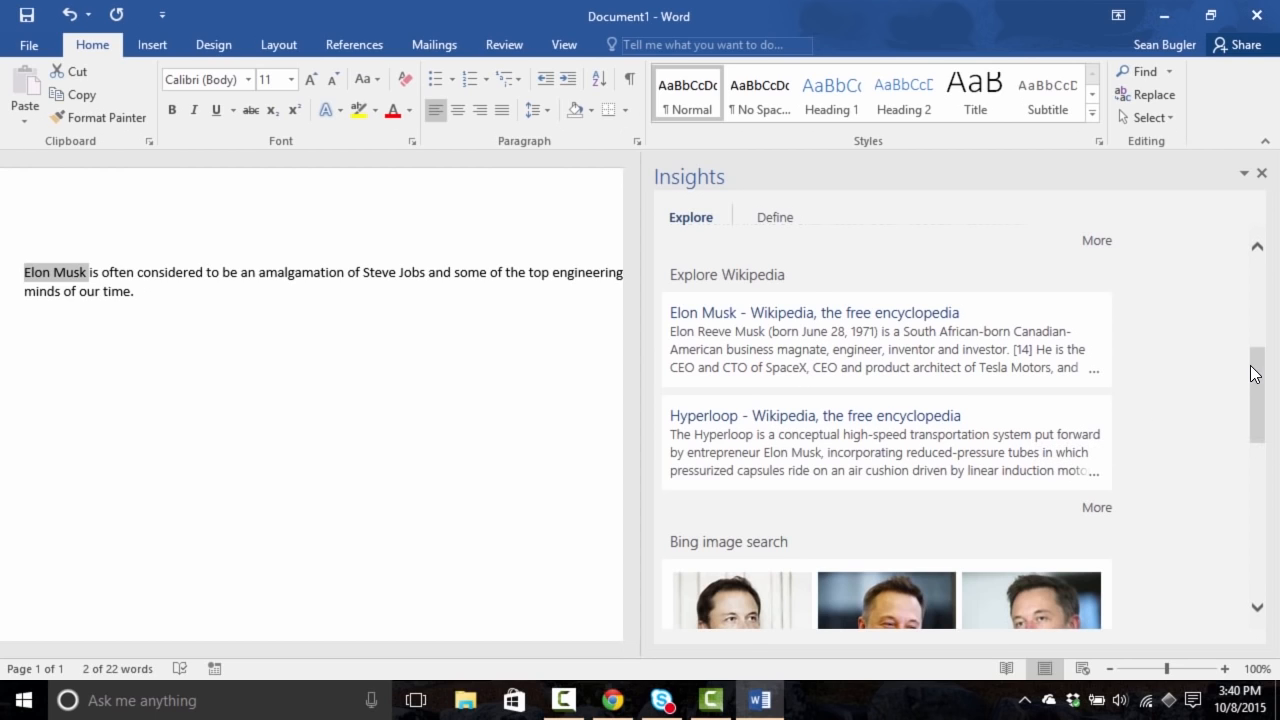 Document1 - Word
File Home Insert Design Layout References Mailings Review View Tell me what you want to do... Sean Bugler Share
Paste
Cut
Copy
Format Painter
Clipboard
Calibri (Body) 11 Aa
B I U abc x₂ x² A aby A
Font
Paragraph
AaBbCcDc AaBbCcDc AaBbCc AaBbCcD AaB AaBbCcD
¶ Normal ¶ No Spac... Heading 1 Heading 2 Title Subtitle
Styles
Find
Replace
Select
Editing
Elon Musk is often considered to be an amalgamation of Steve Jobs and some of the top engineering
minds of our time.
Insights
Explore Define
More
Explore Wikipedia
Elon Musk - Wikipedia, the free encyclopedia
Elon Reeve Musk (born June 28, 1971) is a South African-born Canadian-
American business magnate, engineer, inventor and investor. [14] He is the
CEO and CTO of SpaceX, CEO and product architect of Tesla Motors, and ...
Hyperloop - Wikipedia, the free encyclopedia
The Hyperloop is a conceptual high-speed transportation system put forward
by entrepreneur Elon Musk, incorporating reduced-pressure tubes in which
pressurized capsules ride on an air cushion driven by linear induction moto...
More
Bing image search
Page 1 of 1 2 of 22 words 100%
Ask me anything
3:40 PM
10/8/2015